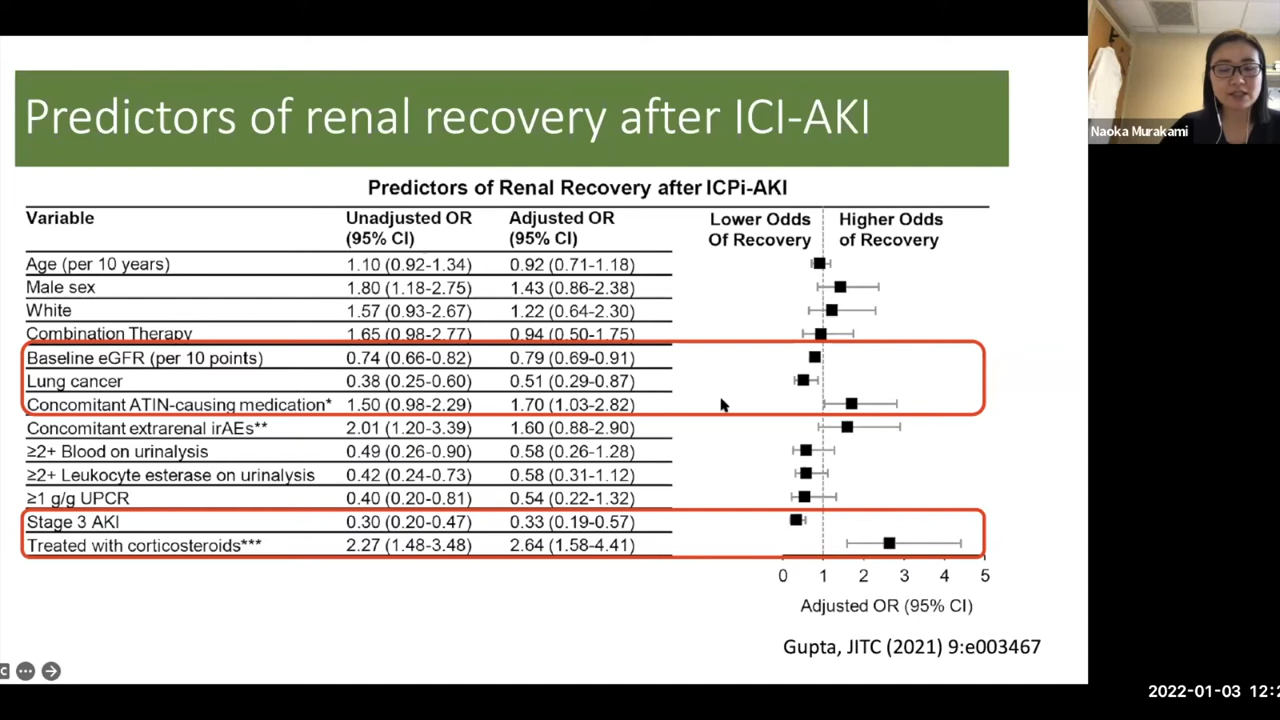 Predictors of renal recovery after ICI-AKI
Naoka Murakami
Predictors of Renal Recovery after ICPi-AKI
Variable Unadjusted OR (95% CI) Adjusted OR (95% CI) Lower Odds Of Recovery Higher Odds of Recovery
Age (per 10 years) 1.10 (0.92-1.34) 0.92 (0.71-1.18)
Male sex 1.80 (1.18-2.75) 1.43 (0.86-2.38)
White 1.57 (0.93-2.67) 1.22 (0.64-2.30)
Combination Therapy 1.65 (0.98-2.77) 0.94 (0.50-1.75)
Baseline eGFR (per 10 points) 0.74 (0.66-0.82) 0.79 (0.69-0.91)
Lung cancer 0.38 (0.25-0.60) 0.51 (0.29-0.87)
Concomitant ATIN-causing medication* 1.50 (0.98-2.29) 1.70 (1.03-2.82)
Concomitant extrarenal irAEs** 2.01 (1.20-3.39) 1.60 (0.88-2.90)
≥2+ Blood on urinalysis 0.49 (0.26-0.90) 0.58 (0.26-1.28)
≥2+ Leukocyte esterase on urinalysis 0.42 (0.24-0.73) 0.58 (0.31-1.12)
≥1 g/g UPCR 0.40 (0.20-0.81) 0.54 (0.22-1.32)
Stage 3 AKI 0.30 (0.20-0.47) 0.33 (0.19-0.57)
Treated with corticosteroids*** 2.27 (1.48-3.48) 2.64 (1.58-4.41)
0 1 2 3 4 5
Adjusted OR (95% CI)
Gupta, JITC (2021) 9:e003467
2022-01-03 12:2